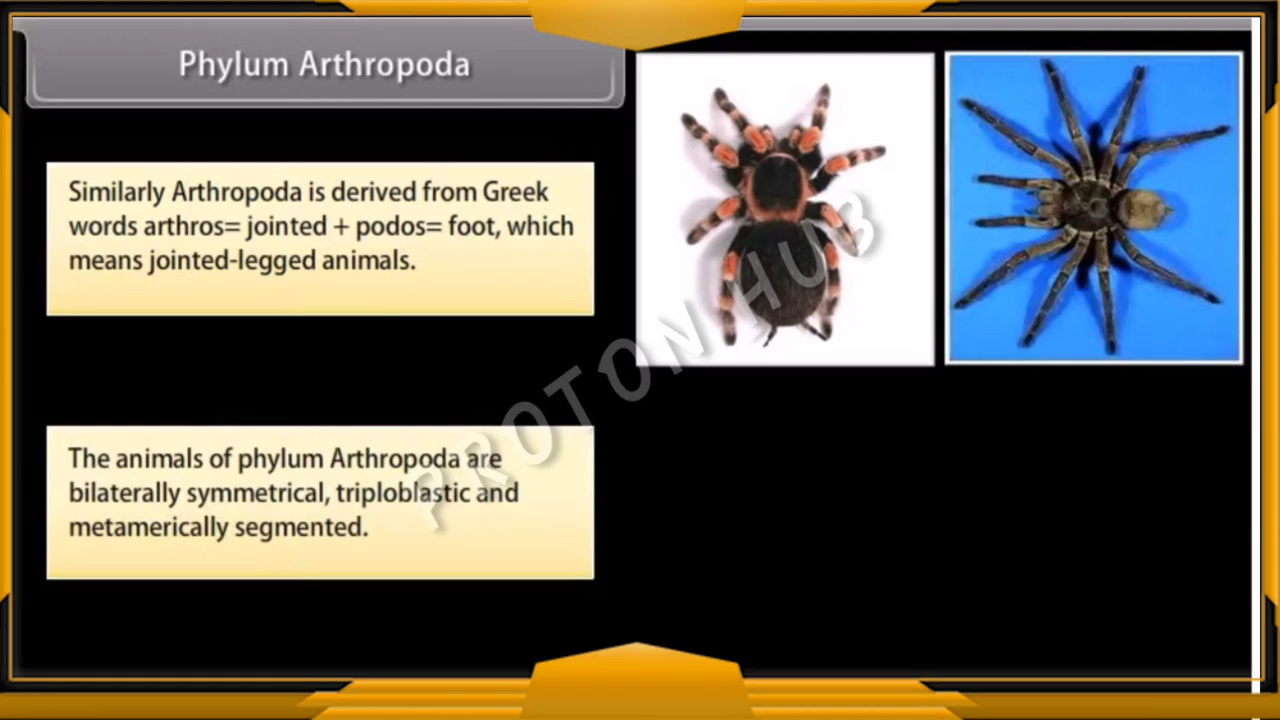 Phylum Arthropoda
Similarly Arthropoda is derived from Greek
words arthros= jointed + podos= foot, which
means jointed-legged animals.
PROTON HUB
The animals of phylum Arthropoda are
bilaterally symmetrical, triploblastic and
metamerically segmented.